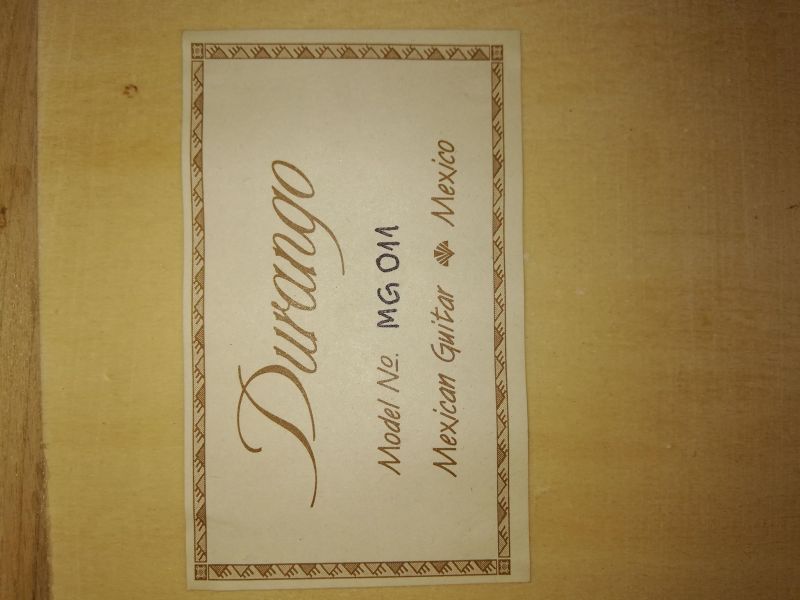 Durango
Model No. MG 011
Mexican Guitar Mexico